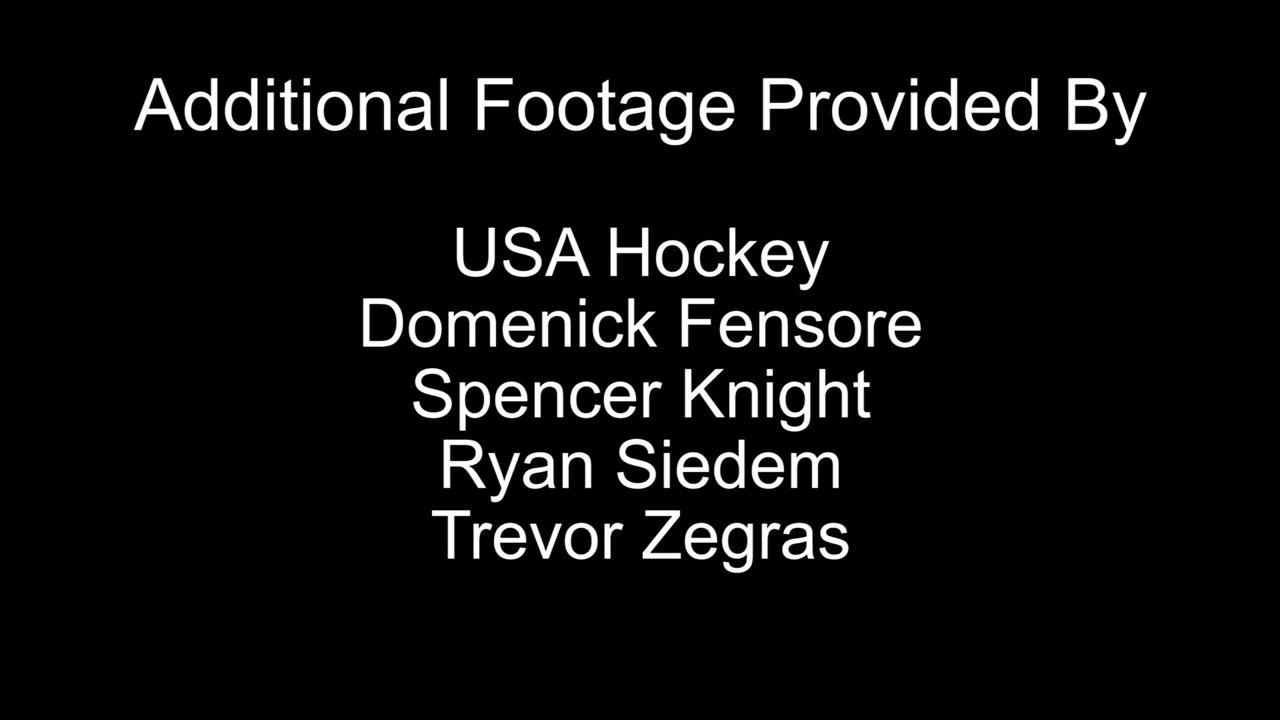 Additional Footage Provided By
USA Hockey
Domenick Fensore
Spencer Knight
Ryan Siedem
Trevor Zegras